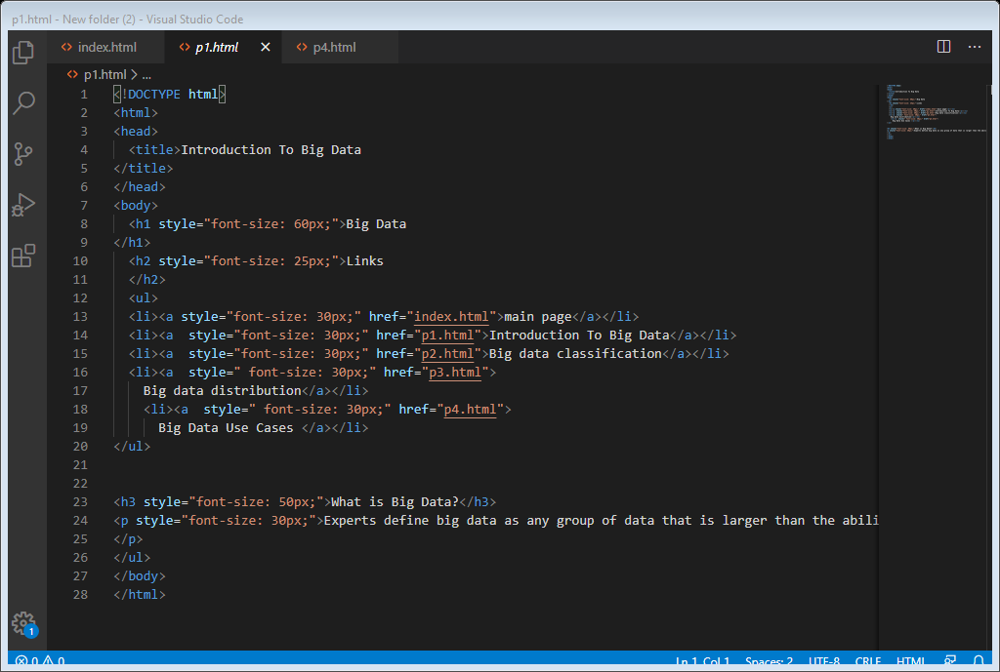 p1.html - New folder (2) - Visual Studio Code
index.html p1.html p4.html
p1.html > ...
1 <!DOCTYPE html>
2 <html>
3 <head>
4 <title>Introduction To Big Data
5 </title>
6 </head>
7 <body>
8 <h1 style="font-size: 60px;">Big Data
9 </h1>
10 <h2 style="font-size: 25px;">Links
11 </h2>
12 <ul>
13 <li><a style="font-size: 30px;" href="index.html">main page</a></li>
14 <li><a  style="font-size: 30px;" href="p1.html">Introduction To Big Data</a></li>
15 <li><a  style="font-size: 30px;" href="p2.html">Big data classification</a></li>
16 <li><a  style=" font-size: 30px;" href="p3.html">
17 Big data distribution</a></li>
18 <li><a  style=" font-size: 30px;" href="p4.html">
19 Big Data Use Cases </a></li>
20 </ul>
21
22
23 <h3 style="font-size: 50px;">What is Big Data?</h3>
24 <p style="font-size: 30px;">Experts define big data as any group of data that is larger than the abili
25 </p>
26 </ul>
27 </body>
28 </html>
1
0 0 Ln 1, Col 1 Spaces: 2 UTF-8 CRLF HTML